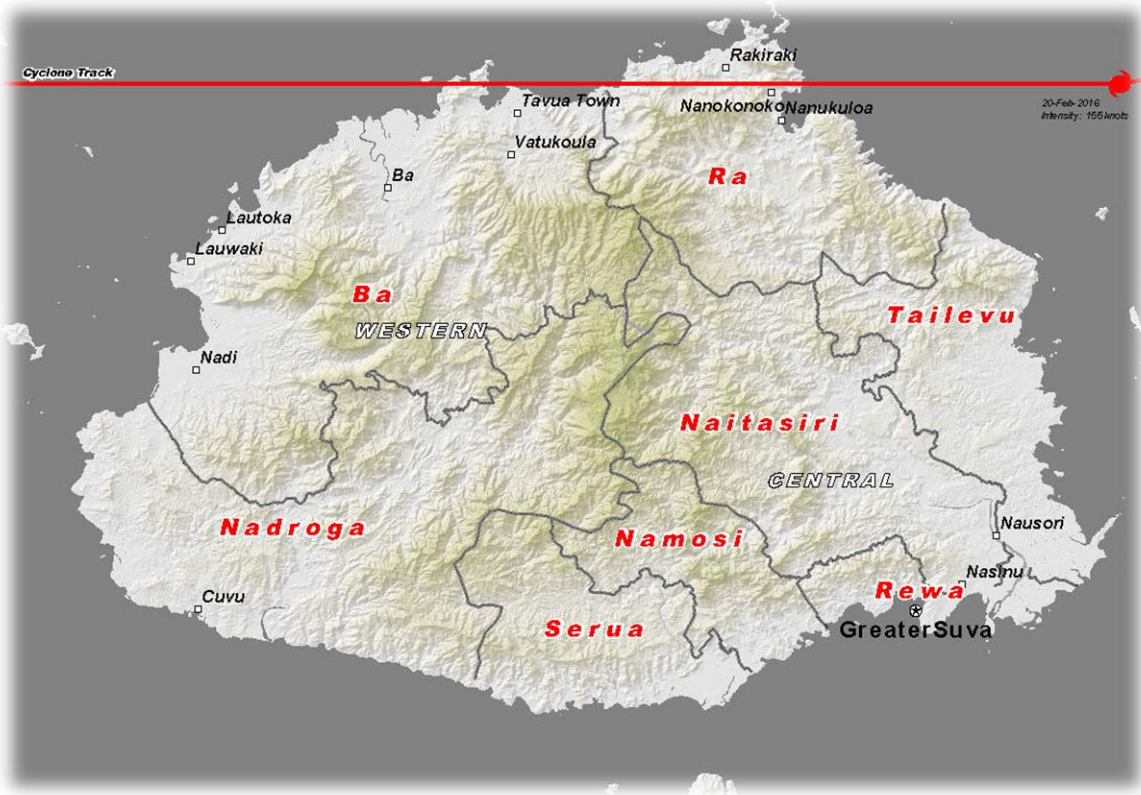 Rakiraki
Cyclone Track
20-Feb-2016
Intensity: 155 knots
Tavua Town
Nanokonoko
Nanukuloa
Vatukoula
Ba
Ra
Lautoka
Lauwaki
Ba
WESTERN
Tailevu
Nadi
Naitasiri
CENTRAL
Nadroga
Namosi
Nausori
Nasinu
Rewa
Cuvu
Serua
GreaterSuva